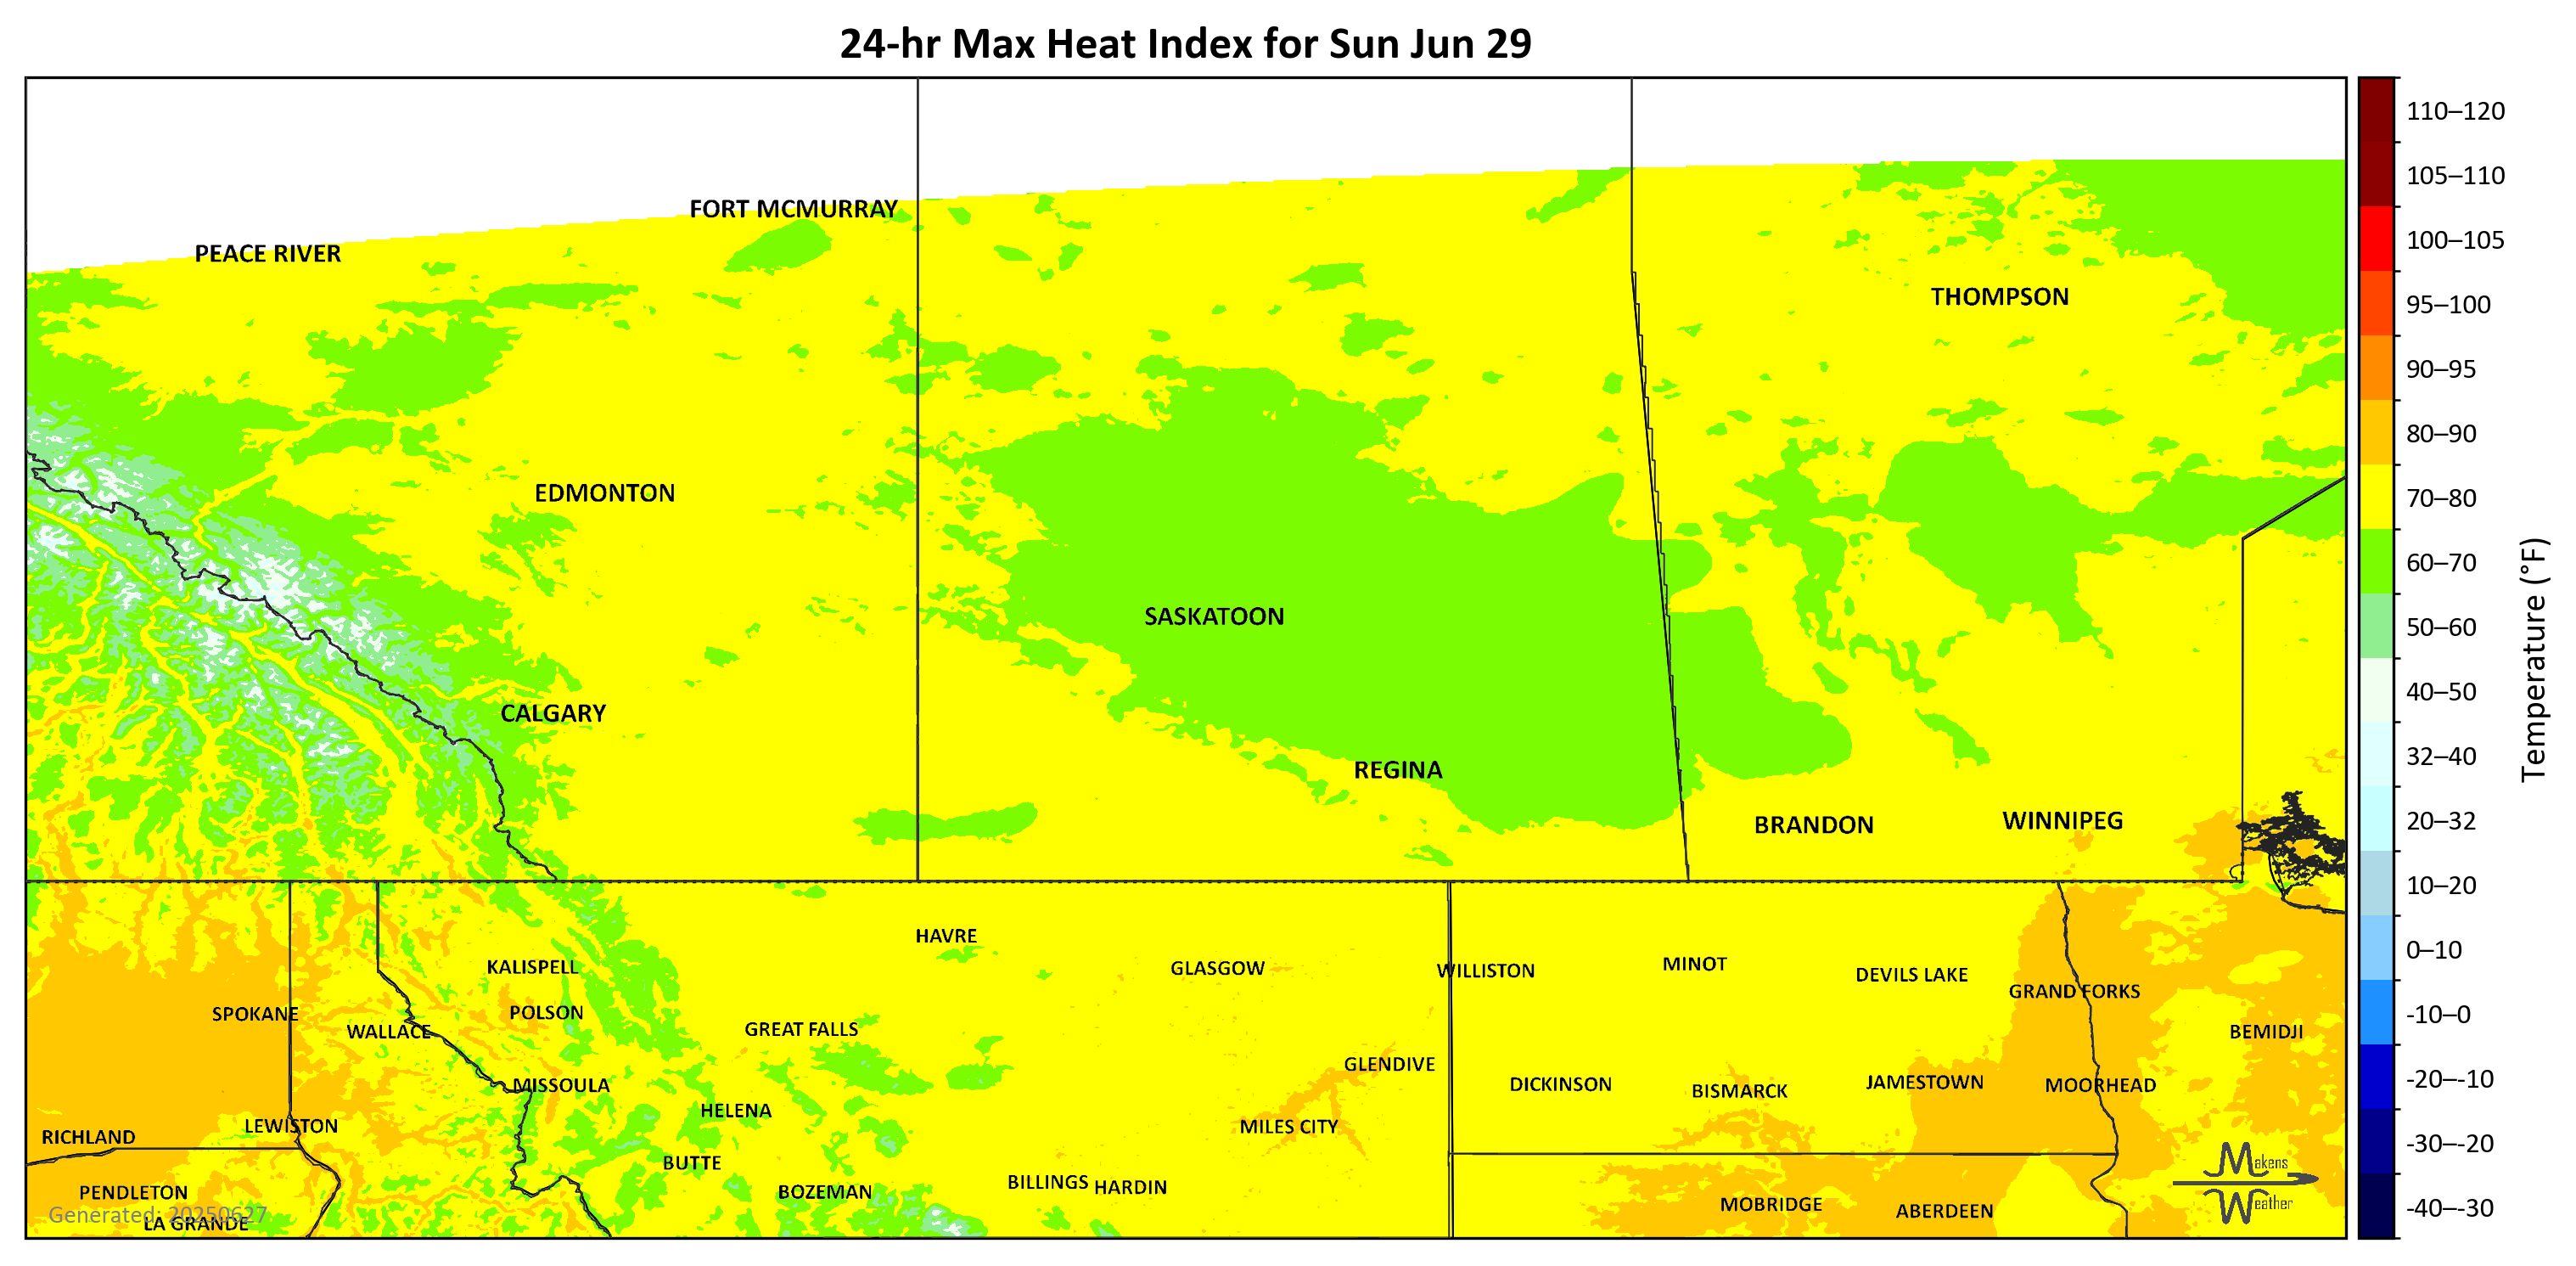 24-hr Max Heat Index for Sun Jun 29
110–120
105–110
FORT MCMURRAY
100–105
PEACE RIVER
THOMPSON
95–100
90–95
80–90
EDMONTON
70–80
60–70
SASKATOON
50–60
Temperature (°F)
40–50
CALGARY
32–40
REGINA
BRANDON
WINNIPEG
20–32
10–20
HAVRE
0–10
KALISPELL
GLASGOW
WILLISTON
MINOT
DEVILS LAKE
GRAND FORKS
SPOKANE
POLSON
-10–0
WALLACE
GREAT FALLS
BEMIDJI
GLENDIVE
-20–-10
MISSOULA
DICKINSON
BISMARCK
JAMESTOWN
MOORHEAD
HELENA
LEWISTON
MILES CITY
RICHLAND
-30–-20
BUTTE
Makens
Weather
BILLINGS
HARDIN
PENDLETON
BOZEMAN
MOBRIDGE
ABERDEEN
-40–-30
Generated: 20250627
LA GRANDE